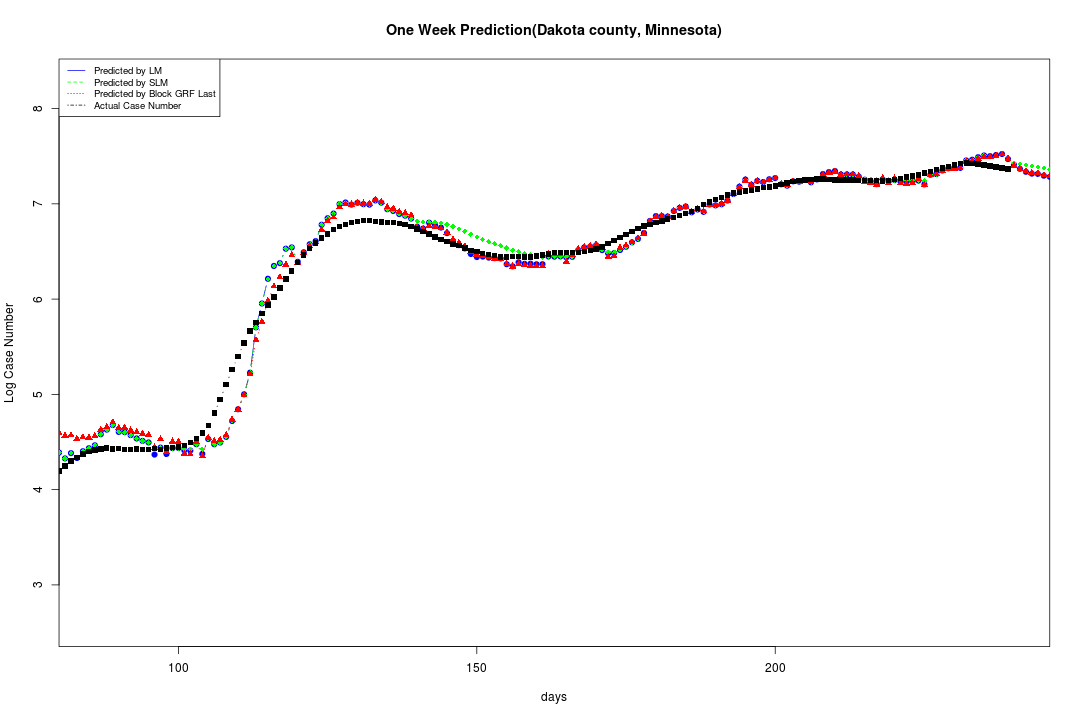 One Week Prediction(Dakota county, Minnesota)
Predicted by LM
Predicted by SLM
Predicted by Block GRF Last
Actual Case Number
8
7
6
5
4
3
Log Case Number
100 150 200
days